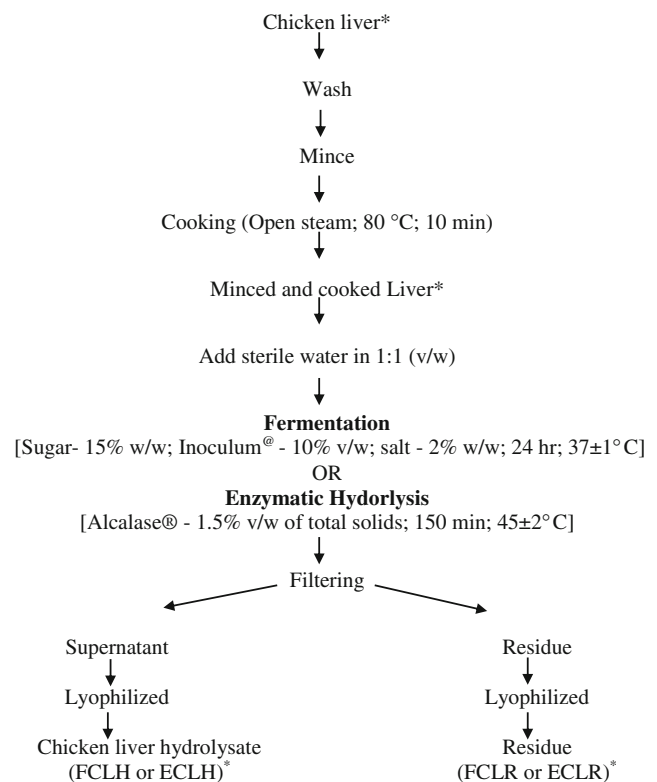 Chicken liver*
Wash
Mince
Cooking (Open steam; 80 °C; 10 min)
Minced and cooked Liver*
Add sterile water in 1:1 (v/w)
Fermentation
[Sugar- 15% w/w; Inoculum@ - 10% v/w; salt - 2% w/w; 24 hr; 37±1°C]
OR
Enzymatic Hydorlysis
[Alcalase® - 1.5% v/w of total solids; 150 min; 45±2°C]
Filtering
Supernatant Residue
Lyophilized Lyophilized
Chicken liver hydrolysate Residue
(FCLH or ECLH)* (FCLR or ECLR)*